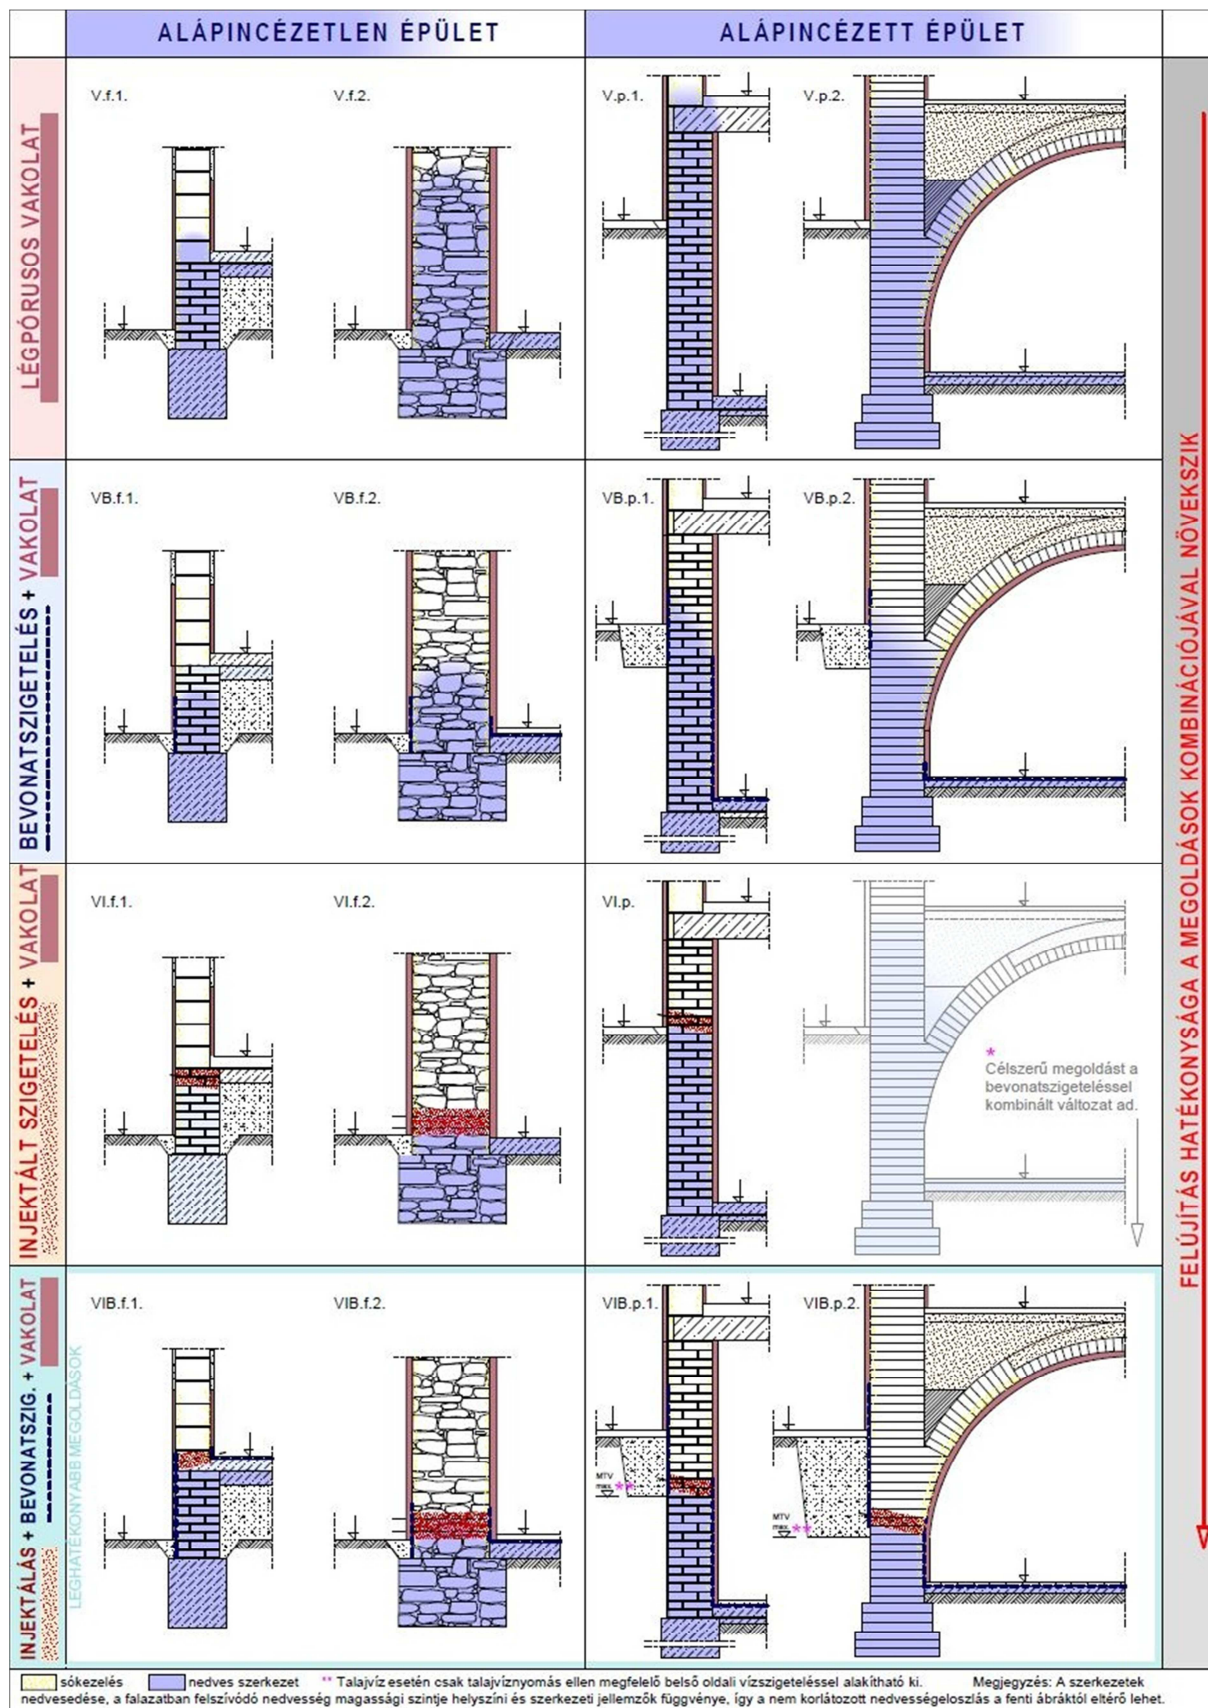 ALÁPINCÉZETLEN ÉPÜLET
ALÁPINCÉZETT ÉPÜLET
LÉGPÓRUSOS VAKOLAT
V.f.1.
V.f.2.
V.p.1.
V.p.2.
BEVONATSZIGETELÉS + VAKOLAT
VB.f.1.
VB.f.2.
VB.p.1.
VB.p.2.
INJEKTÁLT SZIGETELÉS + VAKOLAT
VI.f.1.
VI.f.2.
VI.p.
*
Célszerű megoldást a
bevonatszigeteléssel
kombinált változat ad.
INJEKTÁLÁS + BEVONATSZIG. + VAKOLAT
LEGHATÉKONYABB MEGOLDÁSOK
VIB.f.1.
VIB.f.2.
VIB.p.1.
MTV
max. **
VIB.p.2.
MTV
max. **
FELÚJÍTÁS HATÉKONYSÁGA A MEGOLDÁSOK KOMBINÁCIÓJÁVAL NÖVEKSZIK
sókezelés nedves szerkezet ** Talajvíz esetén csak talajvíznyomás ellen megfelelő belső oldali vízszigeteléssel alakítható ki. Megjegyzés: A szerkezetek
nedvesedése, a falazatban felszívódó nedvesség magassági szintje helyszíni és szerkezeti jellemzők függvénye, így a nem korlátozott nedvességeloszlás a fenti ábráktól eltérő lehet.